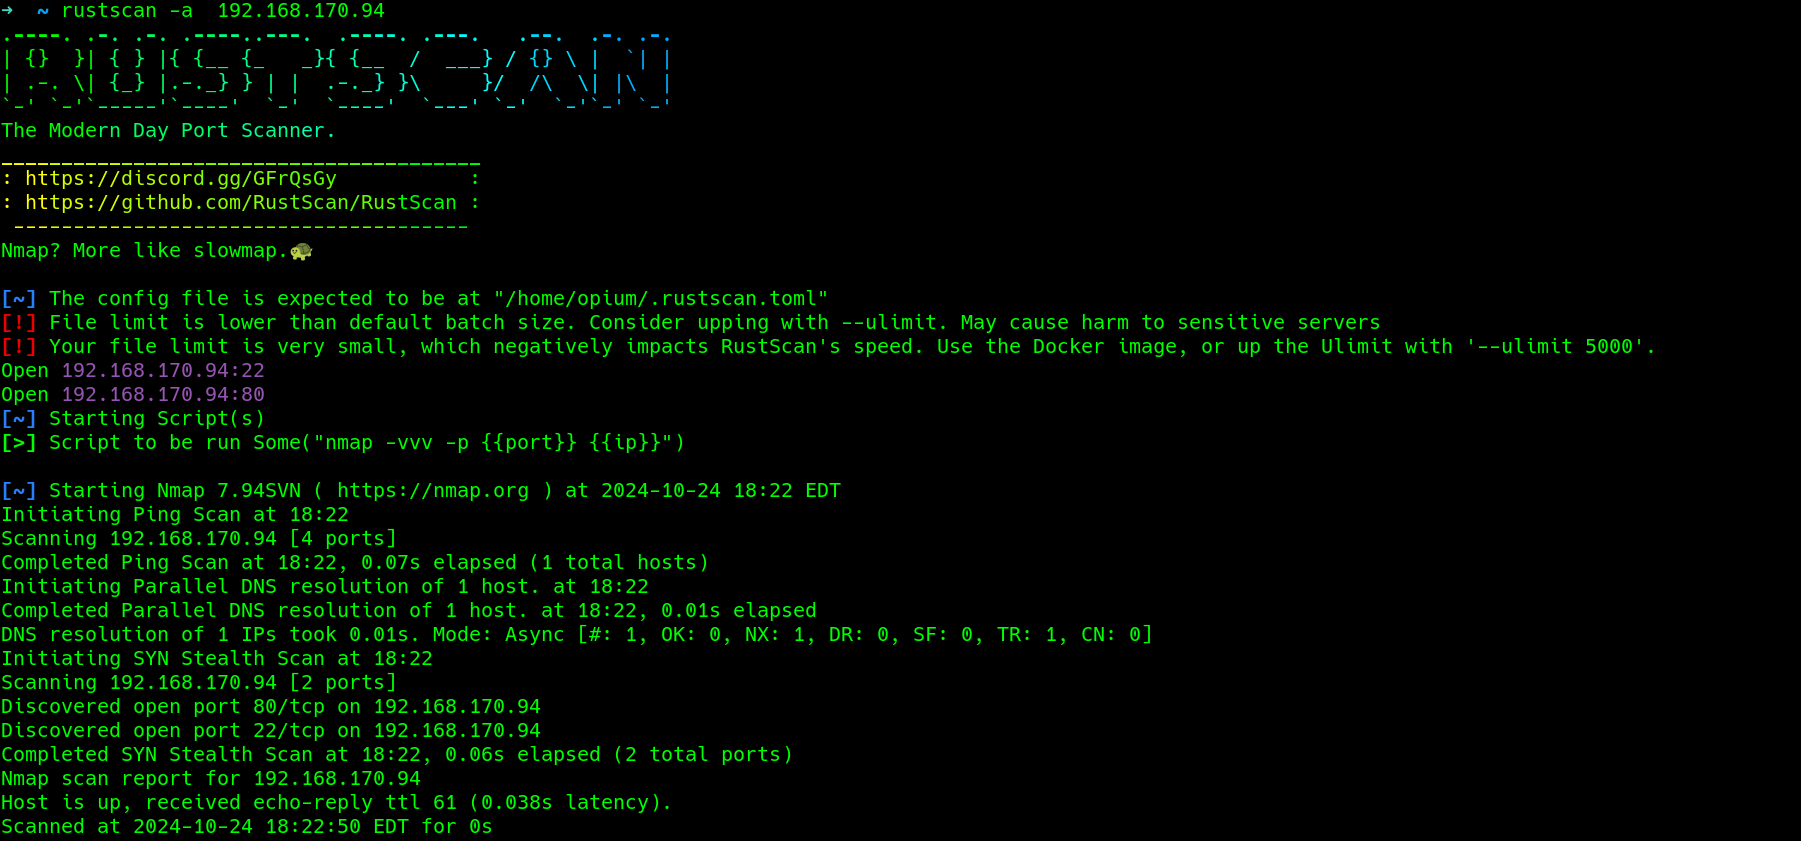 →  ~ rustscan -a  192.168.170.94
.----. .-. .-. .----..---.  .----. .---.   .--.  .-. .-.
| {}  }| { } |{ {__ {_   _}{ {__  /  ___} / {} \ |  `| |
| .-. \| {_} |.-._} } | |  .-._} }\     }/  /\  \| |\  |
`-' `-'`-----'`----'  `-'  `----'  `---' `-'  `-'`-' `-'
The Modern Day Port Scanner.
________________________________________
: https://discord.gg/GFrQsGy           :
: https://github.com/RustScan/RustScan :
 --------------------------------------
Nmap? More like slowmap.🐢
[~] The config file is expected to be at "/home/opium/.rustscan.toml"
[!] File limit is lower than default batch size. Consider upping with --ulimit. May cause harm to sensitive servers
[!] Your file limit is very small, which negatively impacts RustScan's speed. Use the Docker image, or up the Ulimit with '--ulimit 5000'.
Open 192.168.170.94:22
Open 192.168.170.94:80
[~] Starting Script(s)
[>] Script to be run Some("nmap -vvv -p {{port}} {{ip}}")
[~] Starting Nmap 7.94SVN ( https://nmap.org ) at 2024-10-24 18:22 EDT
Initiating Ping Scan at 18:22
Scanning 192.168.170.94 [4 ports]
Completed Ping Scan at 18:22, 0.07s elapsed (1 total hosts)
Initiating Parallel DNS resolution of 1 host. at 18:22
Completed Parallel DNS resolution of 1 host. at 18:22, 0.01s elapsed
DNS resolution of 1 IPs took 0.01s. Mode: Async [#: 1, OK: 0, NX: 1, DR: 0, SF: 0, TR: 1, CN: 0]
Initiating SYN Stealth Scan at 18:22
Scanning 192.168.170.94 [2 ports]
Discovered open port 80/tcp on 192.168.170.94
Discovered open port 22/tcp on 192.168.170.94
Completed SYN Stealth Scan at 18:22, 0.06s elapsed (2 total ports)
Nmap scan report for 192.168.170.94
Host is up, received echo-reply ttl 61 (0.038s latency).
Scanned at 2024-10-24 18:22:50 EDT for 0s